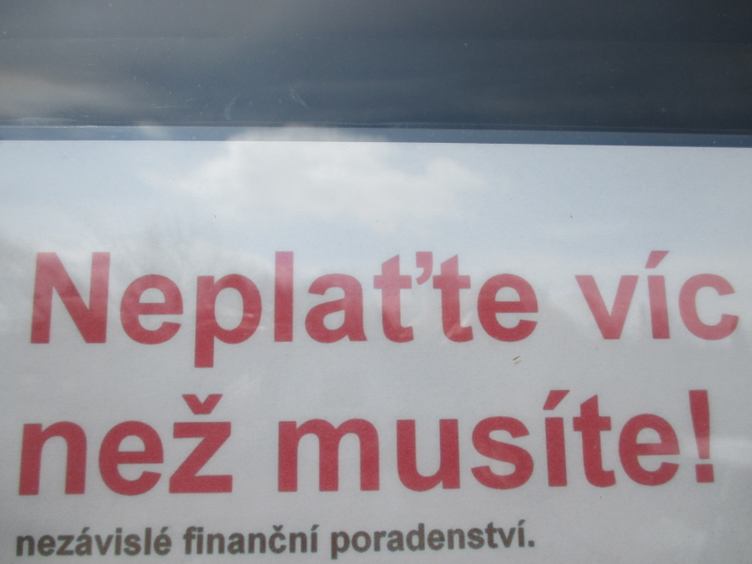 Neplaťte víc
než musíte!
nezávislé finanční poradenství.